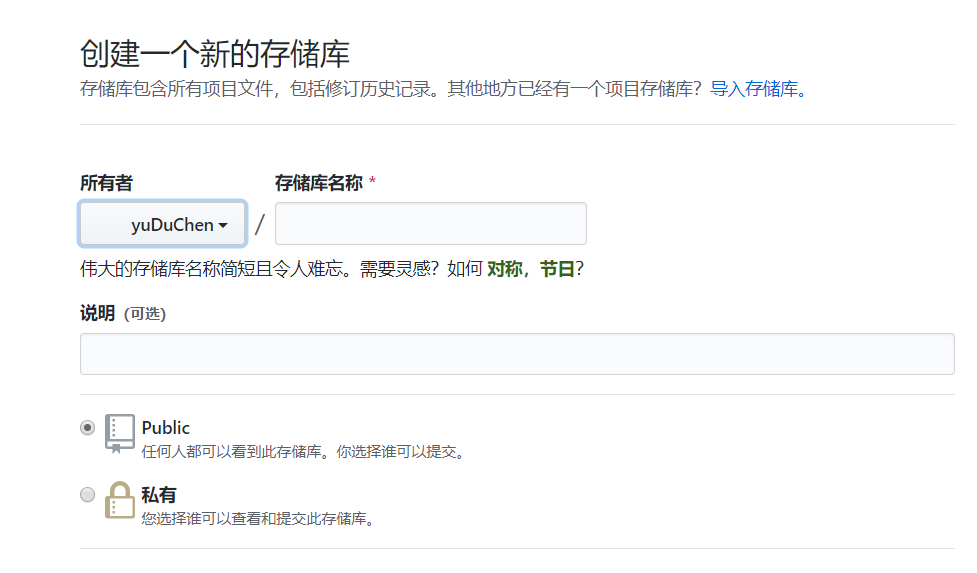 创建一个新的存储库
存储库包含所有项目文件，包括修订历史记录。其他地方已经有一个项目存储库？导入存储库。
所有者 存储库名称 *
yuDuChen /
伟大的存储库名称简短且令人难忘。需要灵感？如何 对称，节日？
说明 (可选)
Public
任何人都可以看到此存储库。你选择谁可以提交。
私有
您选择谁可以查看和提交此存储库。